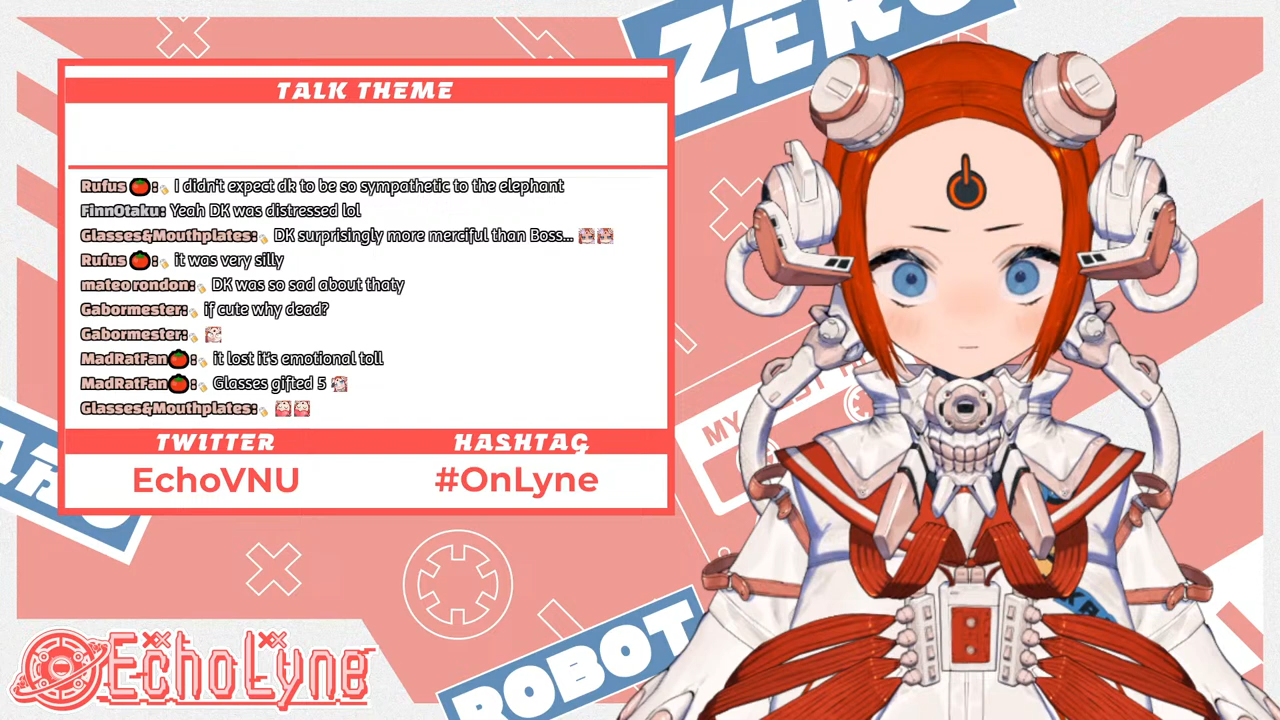 ZERO
TALK THEME
Rufus🍅: I didn't expect dk to be so sympathetic to the elephant
FinnOtaku: Yeah DK was distressed lol
Glasses&Mouthplates: DK surprisingly more merciful than Boss...
Rufus🍅: it was very silly
mateorondon: DK was so sad about thaty
Gabormester: if cute why dead?
Gabormester:
MadRatFan🍅: it lost it's emotional toll
MadRatFan🍅: Glasses gifted 5
Glasses&Mouthplates:
TWITTER
HASHTAG
EchoVNU
#OnLyne
MY
ROBOT
EchoLyne